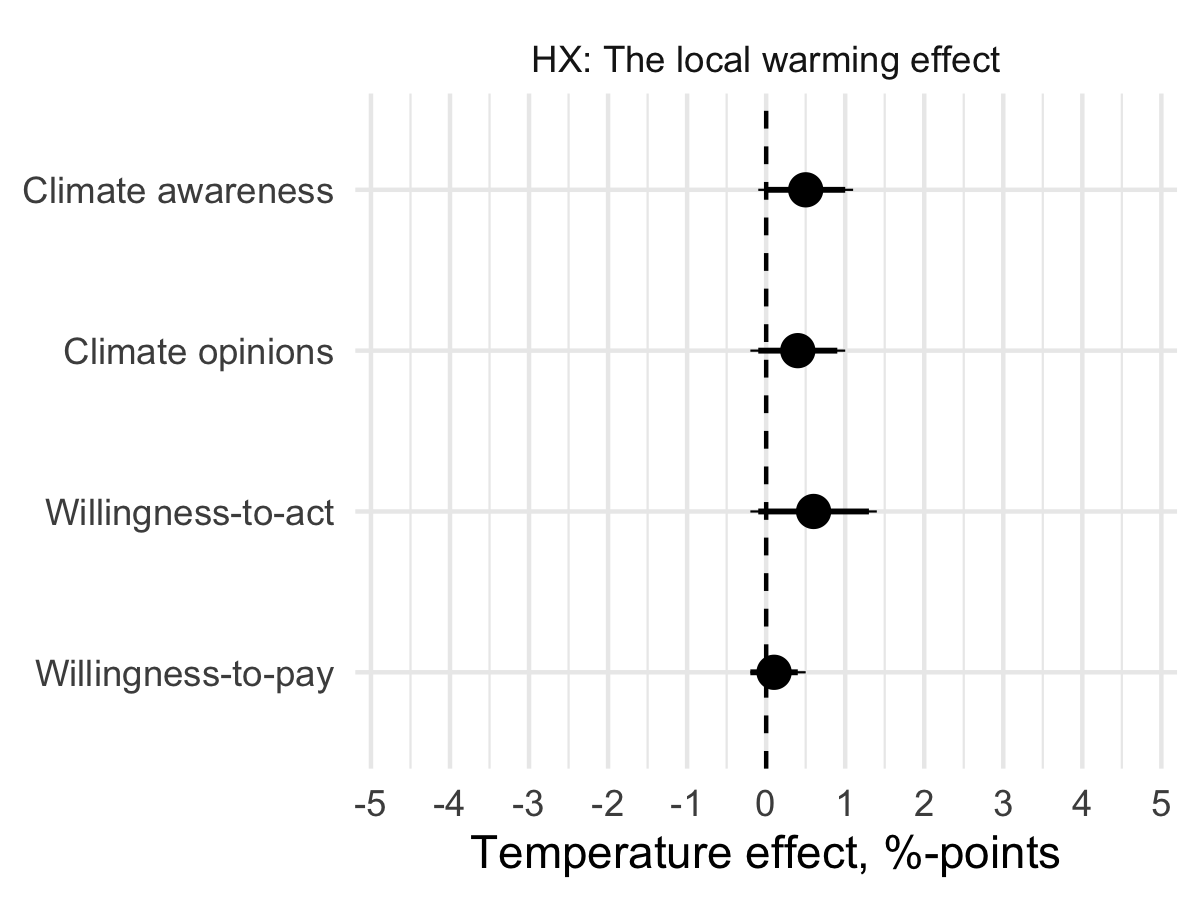 HX: The local warming effect
Climate awareness
Climate opinions
Willingness-to-act
Willingness-to-pay
-5 -4 -3 -2 -1 0 1 2 3 4 5
Temperature effect, %-points